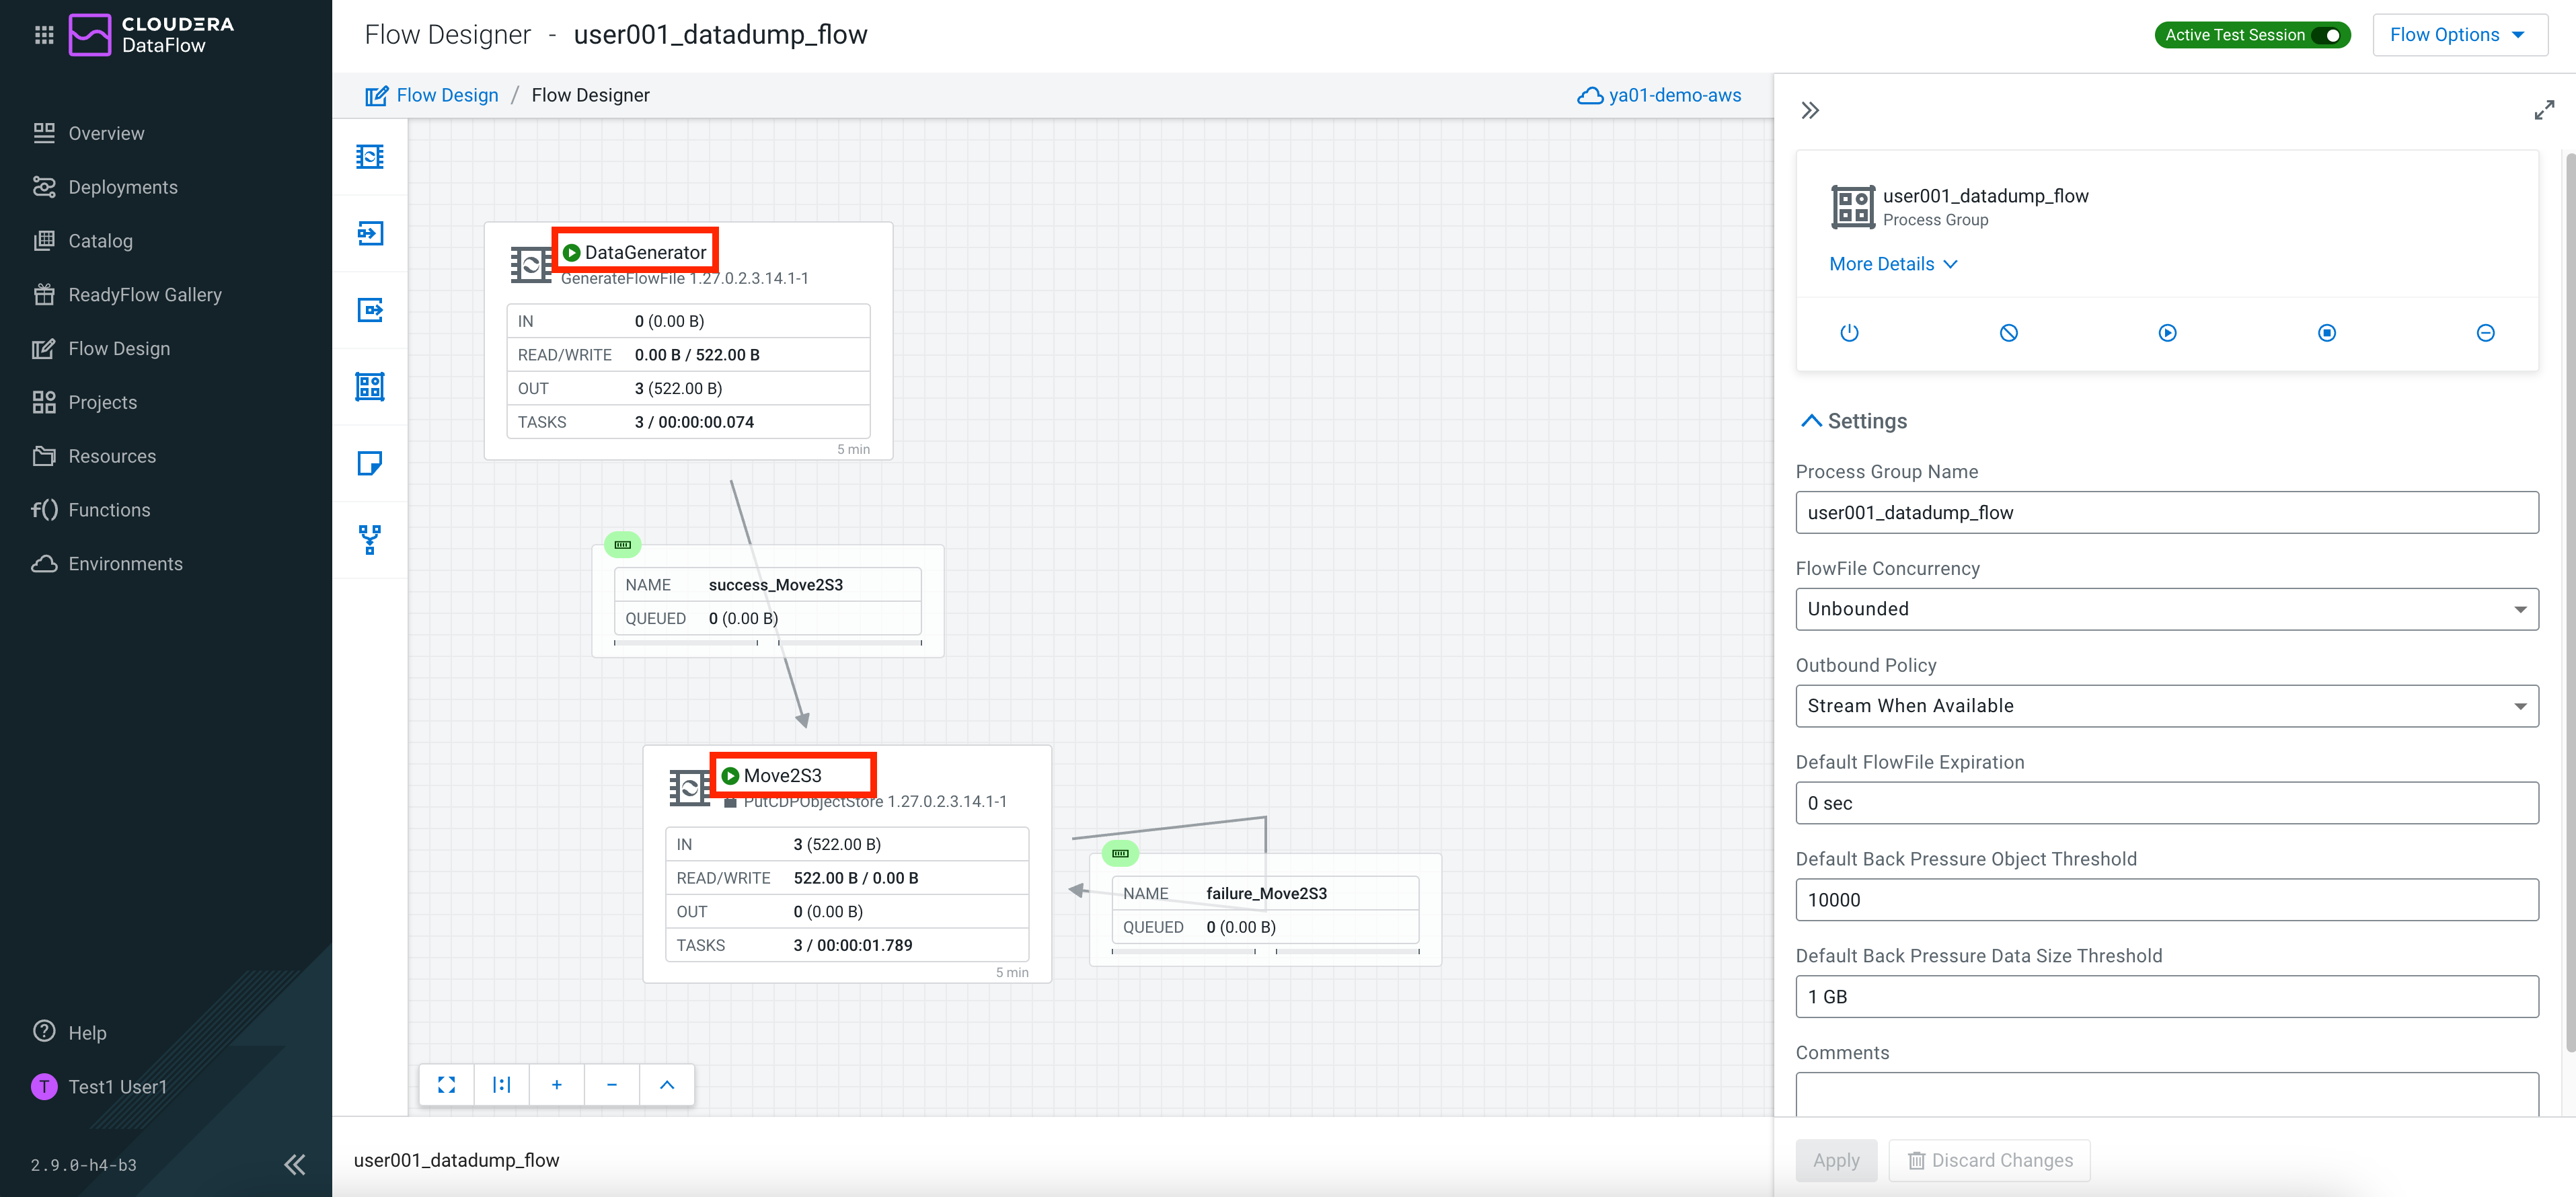 CLOUDERA
DataFlow
Overview
Deployments
Catalog
ReadyFlow Gallery
Flow Design
Projects
Resources
f() Functions
Environments
Help
T Test1 User1
2.9.0-h4-b3
Flow Designer - user001_datadump_flow
Active Test Session
Flow Options
Flow Design / Flow Designer
ya01-demo-aws
DataGenerator
GenerateFlowFile 1.27.0.2.3.14.1-1
IN 0 (0.00 B)
READ/WRITE 0.00 B / 522.00 B
OUT 3 (522.00 B)
TASKS 3 / 00:00:00.074
5 min
NAME success_Move2S3
QUEUED 0 (0.00 B)
Move2S3
PutCDPObjectStore 1.27.0.2.3.14.1-1
IN 3 (522.00 B)
READ/WRITE 522.00 B / 0.00 B
OUT 0 (0.00 B)
TASKS 3 / 00:00:01.789
5 min
NAME failure_Move2S3
QUEUED 0 (0.00 B)
user001_datadump_flow
user001_datadump_flow
Process Group
More Details
Settings
Process Group Name
user001_datadump_flow
FlowFile Concurrency
Unbounded
Outbound Policy
Stream When Available
Default FlowFile Expiration
0 sec
Default Back Pressure Object Threshold
10000
Default Back Pressure Data Size Threshold
1 GB
Comments
Apply
Discard Changes